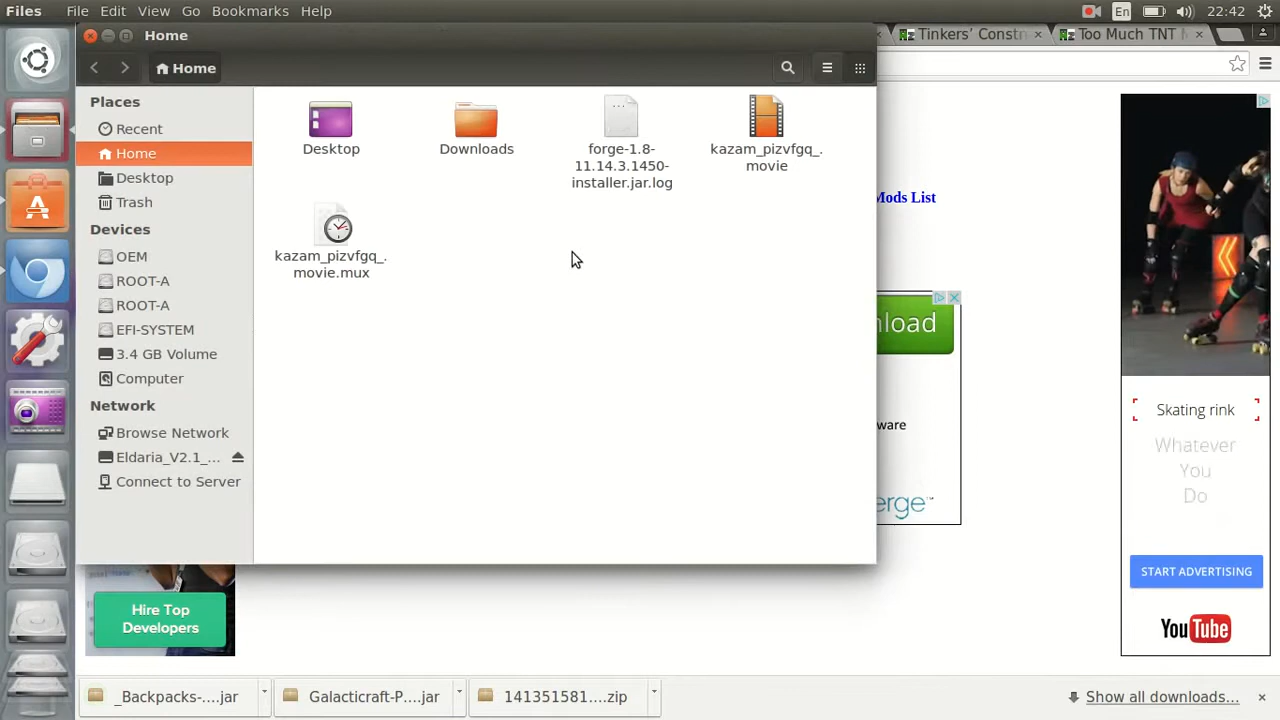 Files
File Edit View Go Bookmarks Help
En
22:42
Home
Tinkers' Constr
Too Much TNT M
Home
Places
Recent
Home
Desktop
Trash
Devices
OEM
ROOT-A
ROOT-A
EFI-SYSTEM
3.4 GB Volume
Computer
Network
Browse Network
Eldaria_V2.1_...
Connect to Server
Desktop
Downloads
forge-1.8-
11.14.3.1450-
installer.jar.log
kazam_pizvfgq_.
movie
kazam_pizvfgq_.
movie.mux
Mods List
nload
ware
erge™
Skating rink
Whatever
You
Do
START ADVERTISING
YouTube
Hire Top
Developers
_Backpacks-....jar
Galacticraft-P....jar
141351581....zip
Show all downloads...